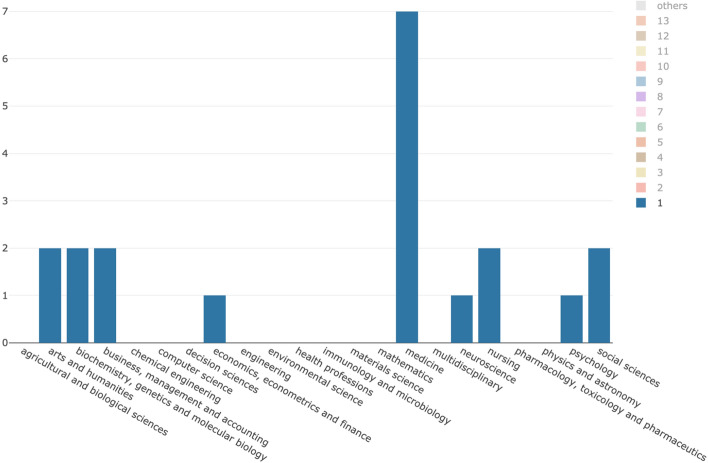 7
6
5
4
3
2
1
0
agricultural and biological sciences
arts and humanities
biochemistry, genetics and molecular biology
business, management and accounting
chemical engineering
computer science
decision sciences
economics, econometrics and finance
engineering
environmental science
health professions
immunology and microbiology
materials science
mathematics
medicine
multidisciplinary
neuroscience
nursing
pharmacology, toxicology and pharmaceutics
physics and astronomy
psychology
social sciences
others
13
12
11
10
9
8
7
6
5
4
3
2
1